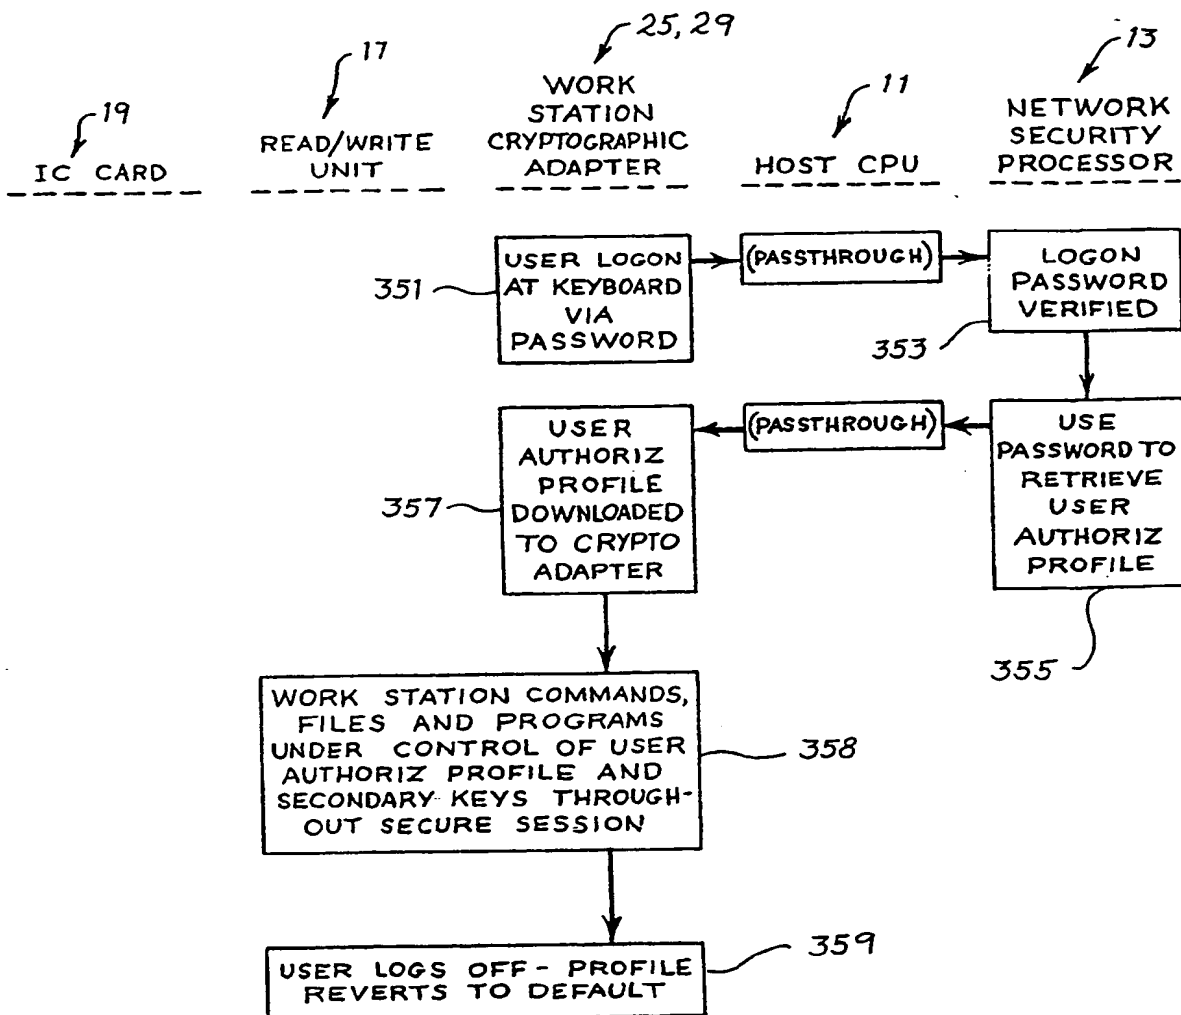 19
IC CARD
17
READ/WRITE
UNIT
25, 29
WORK
STATION
CRYPTOGRAPHIC
ADAPTER
11
HOST CPU
13
NETWORK
SECURITY
PROCESSOR
351
USER LOGON
AT KEYBOARD
VIA
PASSWORD
(PASSTHROUGH)
LOGON
PASSWORD
VERIFIED
353
357
USER
AUTHORIZ
PROFILE
DOWNLOADED
TO CRYPTO
ADAPTER
(PASSTHROUGH)
USE
PASSWORD TO
RETRIEVE
USER
AUTHORIZ
PROFILE
355
WORK STATION COMMANDS,
FILES AND PROGRAMS
UNDER CONTROL OF USER
AUTHORIZ PROFILE AND
SECONDARY KEYS THROUGH-
OUT SECURE SESSION
358
USER LOGS OFF - PROFILE
REVERTS TO DEFAULT
359